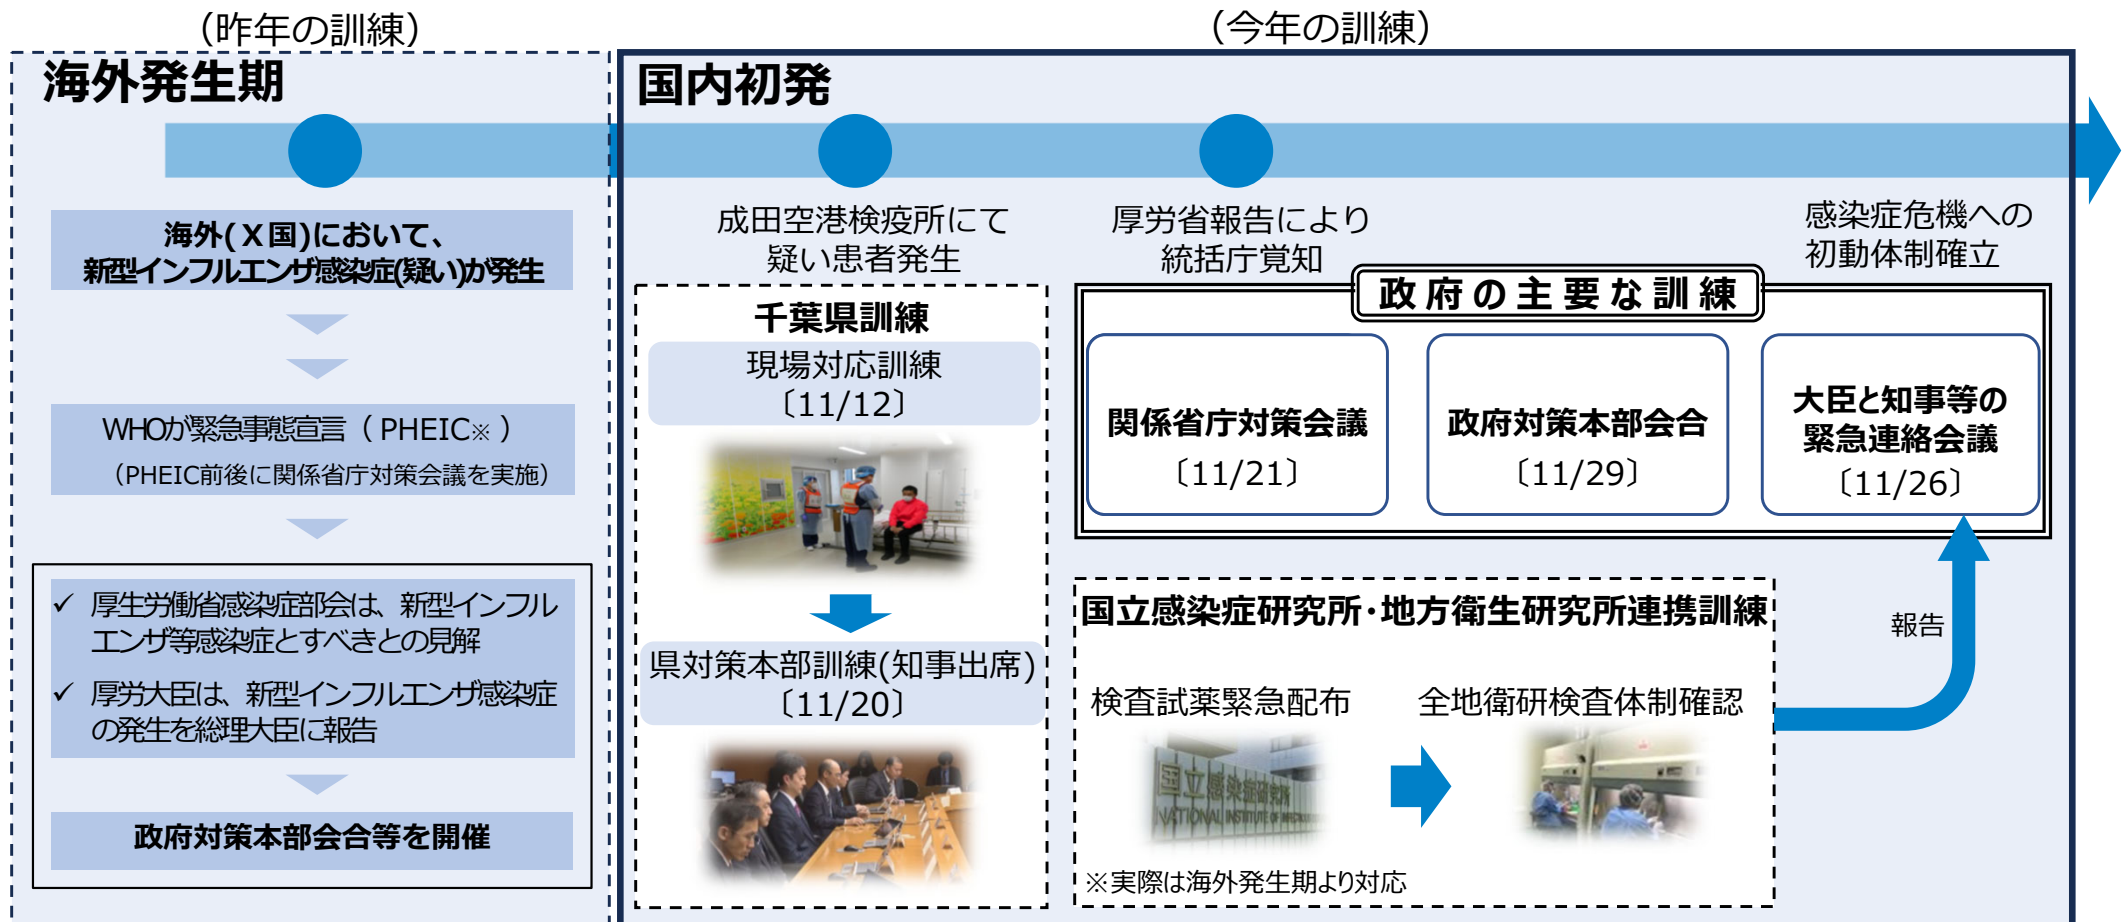 （昨年の訓練）
海外発生期
海外(Ｘ国)において、
新型インフルエンザ感染症(疑い)が発生
WHOが緊急事態宣言（PHEIC※）
（PHEIC前後に関係省庁対策会議を実施）
✓ 厚生労働省感染症部会は、新型インフル
エンザ等感染症とすべきとの見解
✓ 厚労大臣は、新型インフルエンザ感染症
の発生を総理大臣に報告
政府対策本部会合等を開催
（今年の訓練）
国内初発
成田空港検疫所にて
疑い患者発生
厚労省報告により
統括庁覚知
感染症危機への
初動体制確立
千葉県訓練
現場対応訓練
〔11/12〕
県対策本部訓練(知事出席)
〔11/20〕
政府の主要な訓練
関係省庁対策会議
〔11/21〕
政府対策本部会合
〔11/29〕
大臣と知事等の
緊急連絡会議
〔11/26〕
国立感染症研究所・地方衛生研究所連携訓練
検査試薬緊急配布
全地衛研検査体制確認
報告
国立感染症研究所
NATIONAL INSTITUTE OF
※実際は海外発生期より対応